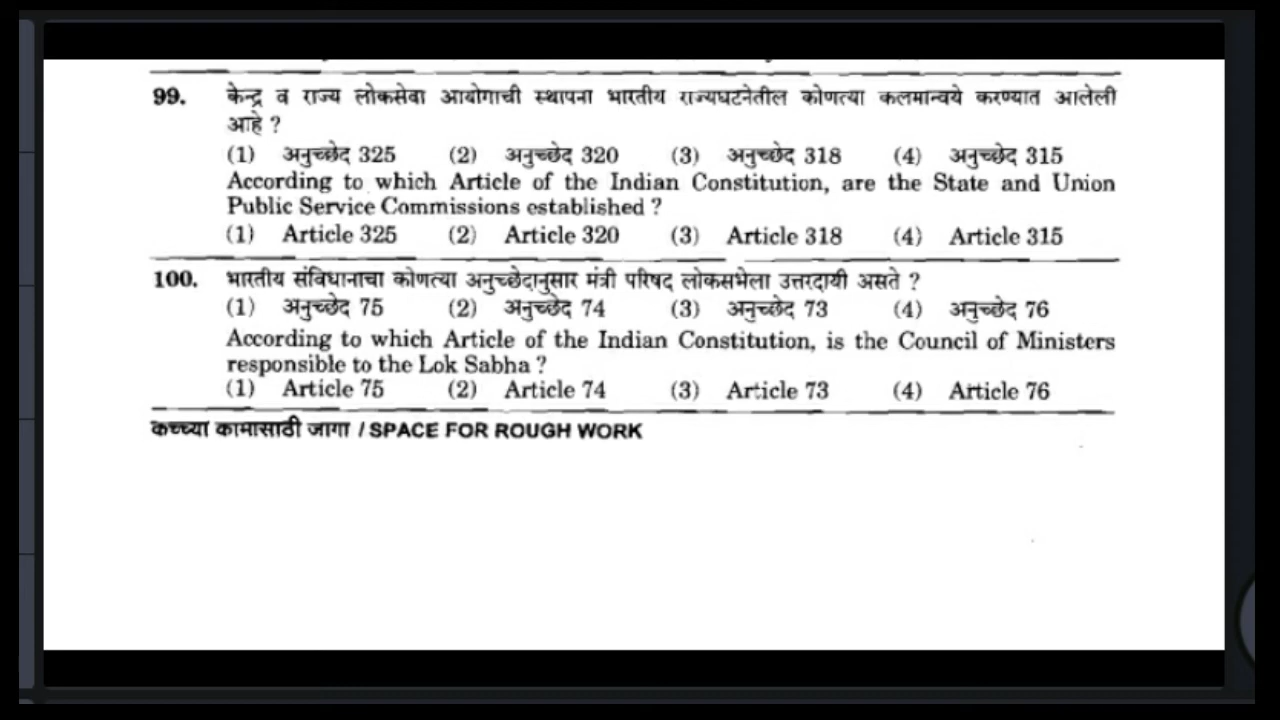 99. केन्द्र व राज्य लोकसेवा आयोगाची स्थापना भारतीय राज्यघटनेतील कोणत्या कलमान्वये करण्यात आलेली
आहे ?
(1) अनुच्छेद 325 (2) अनुच्छेद 320 (3) अनुच्छेद 318 (4) अनुच्छेद 315
According to which Article of the Indian Constitution, are the State and Union
Public Service Commissions established ?
(1) Article 325 (2) Article 320 (3) Article 318 (4) Article 315
100. भारतीय संविधानाचा कोणत्या अनुच्छेदानुसार मंत्री परिषद लोकसभेला उत्तरदायी असते ?
(1) अनुच्छेद 75 (2) अनुच्छेद 74 (3) अनुच्छेद 73 (4) अनुच्छेद 76
According to which Article of the Indian Constitution, is the Council of Ministers
responsible to the Lok Sabha ?
(1) Article 75 (2) Article 74 (3) Article 73 (4) Article 76
कच्च्या कामासाठी जागा / SPACE FOR ROUGH WORK